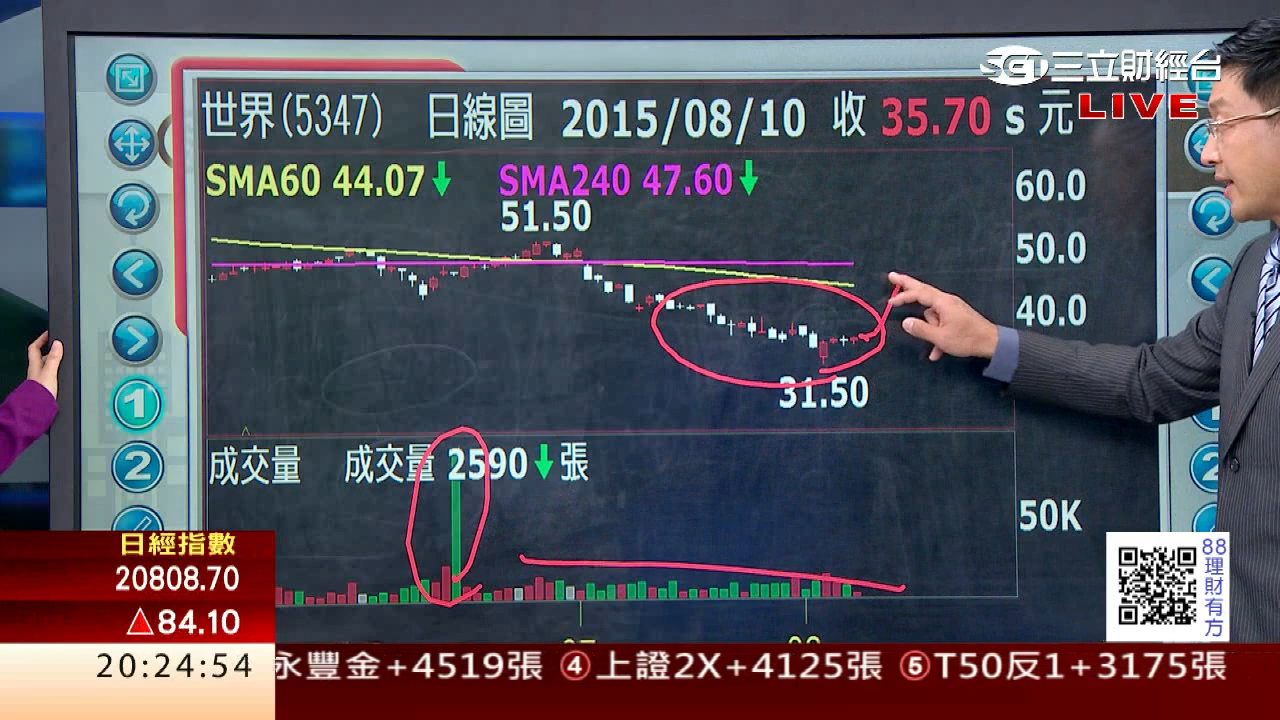 三立財經台
LIVE
世界(5347) 日線圖 2015/08/10 收 35.70 s 元
SMA60 44.07↓ SMA240 47.60↓
51.50
60.0
50.0
40.0
31.50
成交量 成交量 2590↓張
50K
1
2
日經指數
20808.70
△84.10
88理財有方
20:24:54
永豐金+4519張 ④上證2X+4125張 ⑤T50反1+3175張